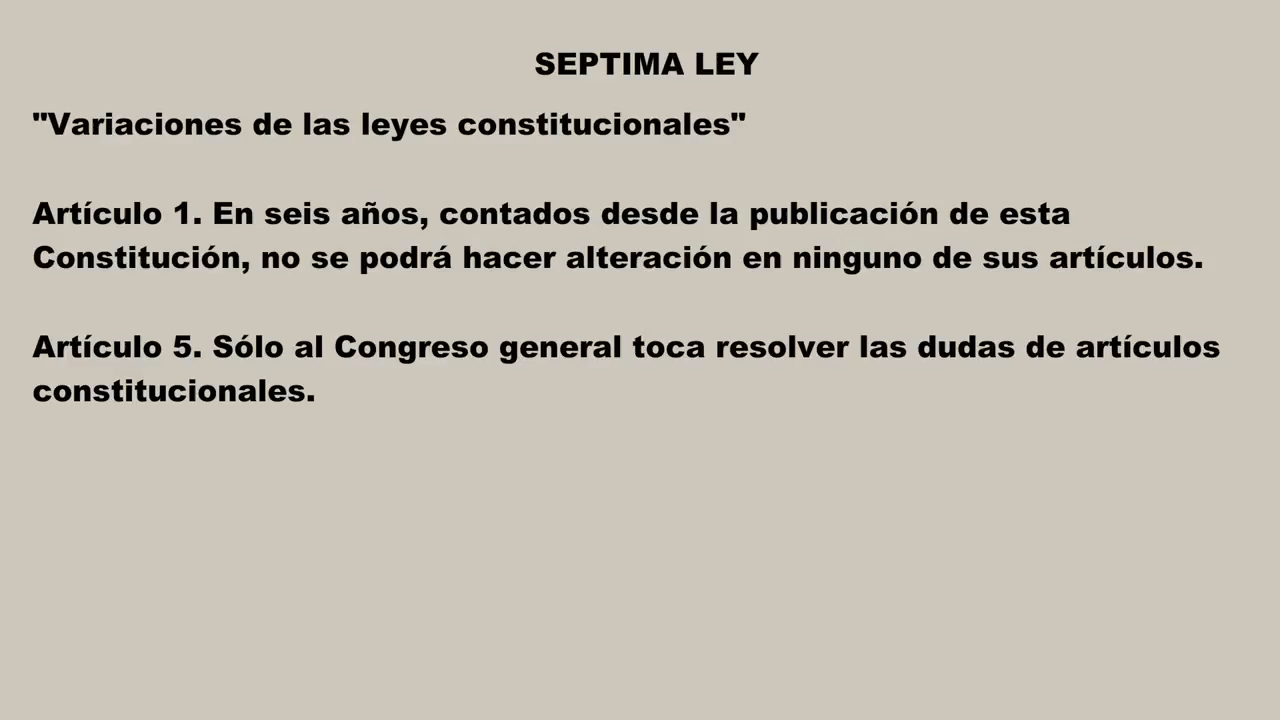 SEPTIMA LEY
"Variaciones de las leyes constitucionales"
Artículo 1. En seis años, contados desde la publicación de esta
Constitución, no se podrá hacer alteración en ninguno de sus artículos.
Artículo 5. Sólo al Congreso general toca resolver las dudas de artículos
constitucionales.